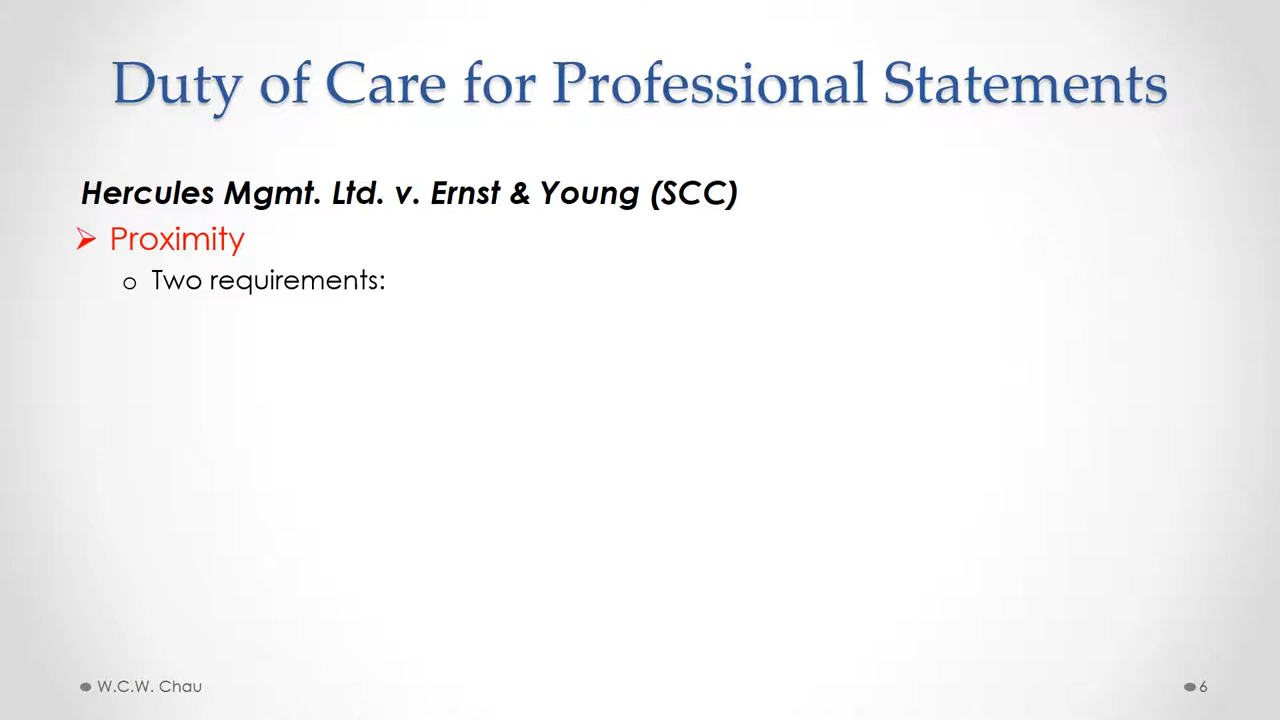 Duty of Care for Professional Statements
Hercules Mgmt. Ltd. v. Ernst & Young (SCC)
Proximity
o Two requirements:
W.C.W. Chau
6